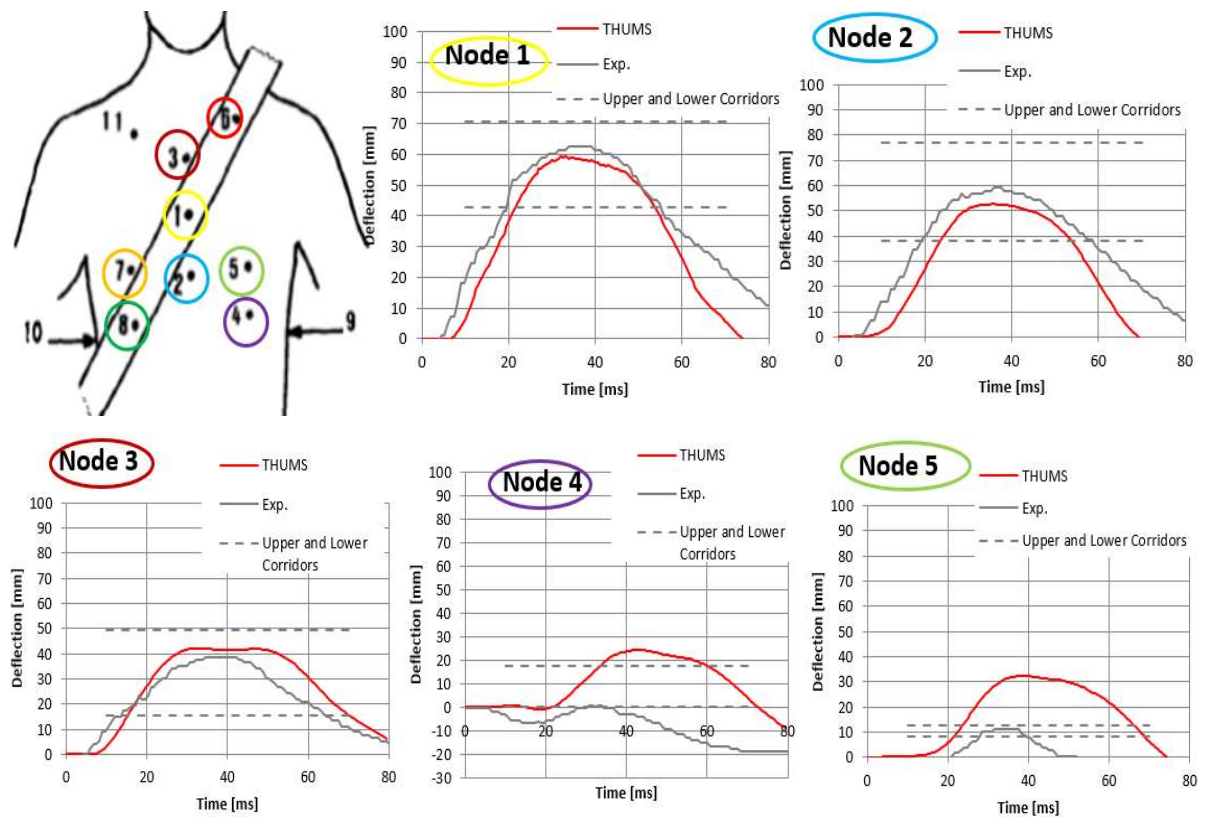 11
6
3
1
7
2
5
8
4
10
9
Node 1
THUMS
Exp.
Upper and Lower Corridors
100
90
80
70
60
50
40
30
20
10
0
Deflection [mm]
0 20 40 60 80
Time [ms]
Node 2
THUMS
Exp.
Upper and Lower Corridors
100
90
80
70
60
50
40
30
20
10
0
Deflection [mm]
0 20 40 60 80
Time [ms]
Node 3
THUMS
Exp.
Upper and Lower
Corridors
100
90
80
70
60
50
40
30
20
10
0
Deflection [mm]
0 20 40 60 80
Time [ms]
Node 4
THUMS
Exp.
Upper and Lower
Corridors
100
90
80
70
60
50
40
30
20
10
0
-10
-20
-30
Deflection [mm]
0 20 40 60 80
Time [ms]
Node 5
THUMS
Exp.
Upper and Lower Corridors
100
90
80
70
60
50
40
30
20
10
0
Deflection [mm]
0 20 40 60 80
Time [ms]